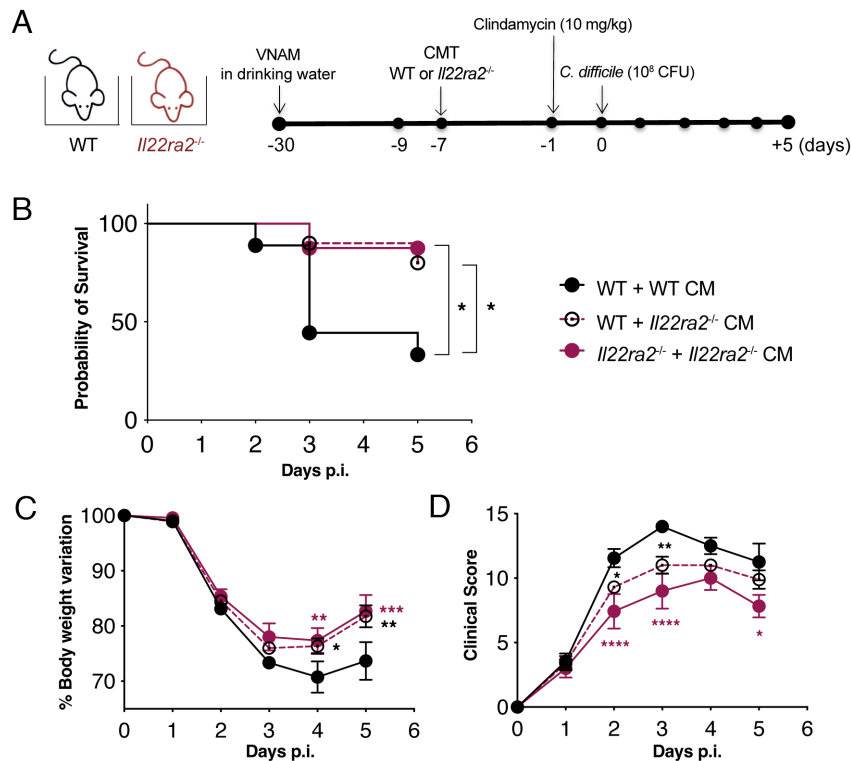 A
WT
Il22ra2-/-
VNAM
in drinking water
CMT
WT or Il22ra2-/-
Clindamycin (10 mg/kg)
C. difficile (10⁸ CFU)
-30
-9
-7
-1
0
+5 (days)
B
Probability of Survival
100
50
0
0 1 2 3 4 5 6
Days p.i.
*
*
WT + WT CM
WT + Il22ra2-/- CM
Il22ra2-/- + Il22ra2-/- CM
C
% Body weight variation
100
90
80
70
0 1 2 3 4 5 6
Days p.i.
**
*
***
**
D
Clinical Score
15
10
5
0
0 1 2 3 4 5 6
Days p.i.
*
**
****
****
*